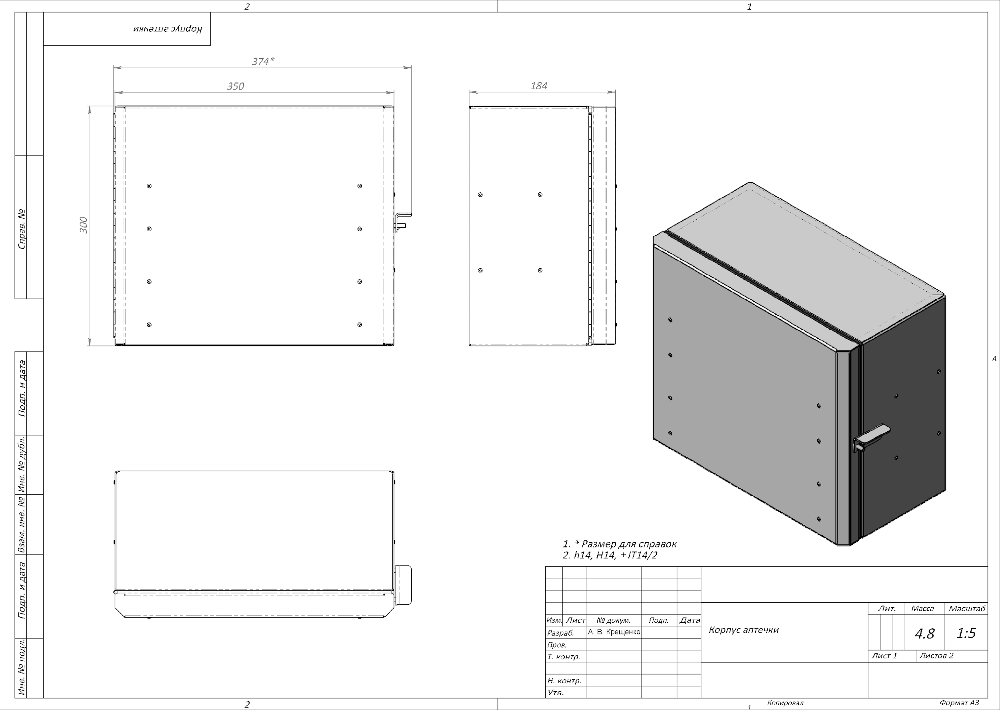 2
1
Корпус аптечки
374*
350
184
300
Справ. №
Подп. и дата
Инв. № дубл.
Взам. инв. №
Подп. и дата
Инв. № подл.
A
1. * Размер для справок
2. h14, H14, ±IT14/2
Изм. Лист № докум. Подп. Дата
Разраб. А. В. Крещенко
Пров.
Т. контр.
Н. контр.
Утв.
Корпус аптечки
Лит. Масса Масштаб
4.8 1:5
Лист 1 Листов 2
2
1
Копировал
Формат А3